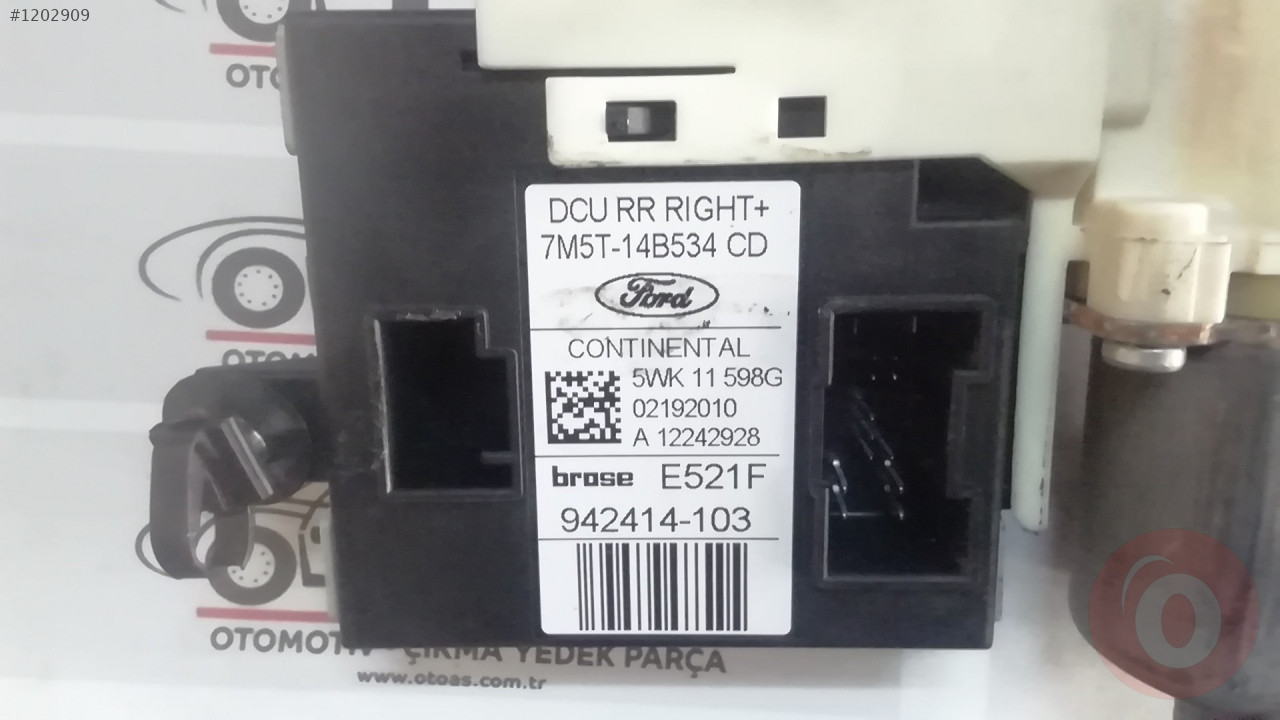 #1202909
OTO
DCU RR RIGHT+
7M5T-14B534 CD
Ford
CONTINENTAL
5WK 11 598G
02192010
A 12242928
brose E521F
942414-103
OTOMOTİV ÇIKMA YEDEK PARÇA
www.otoas.com.tr